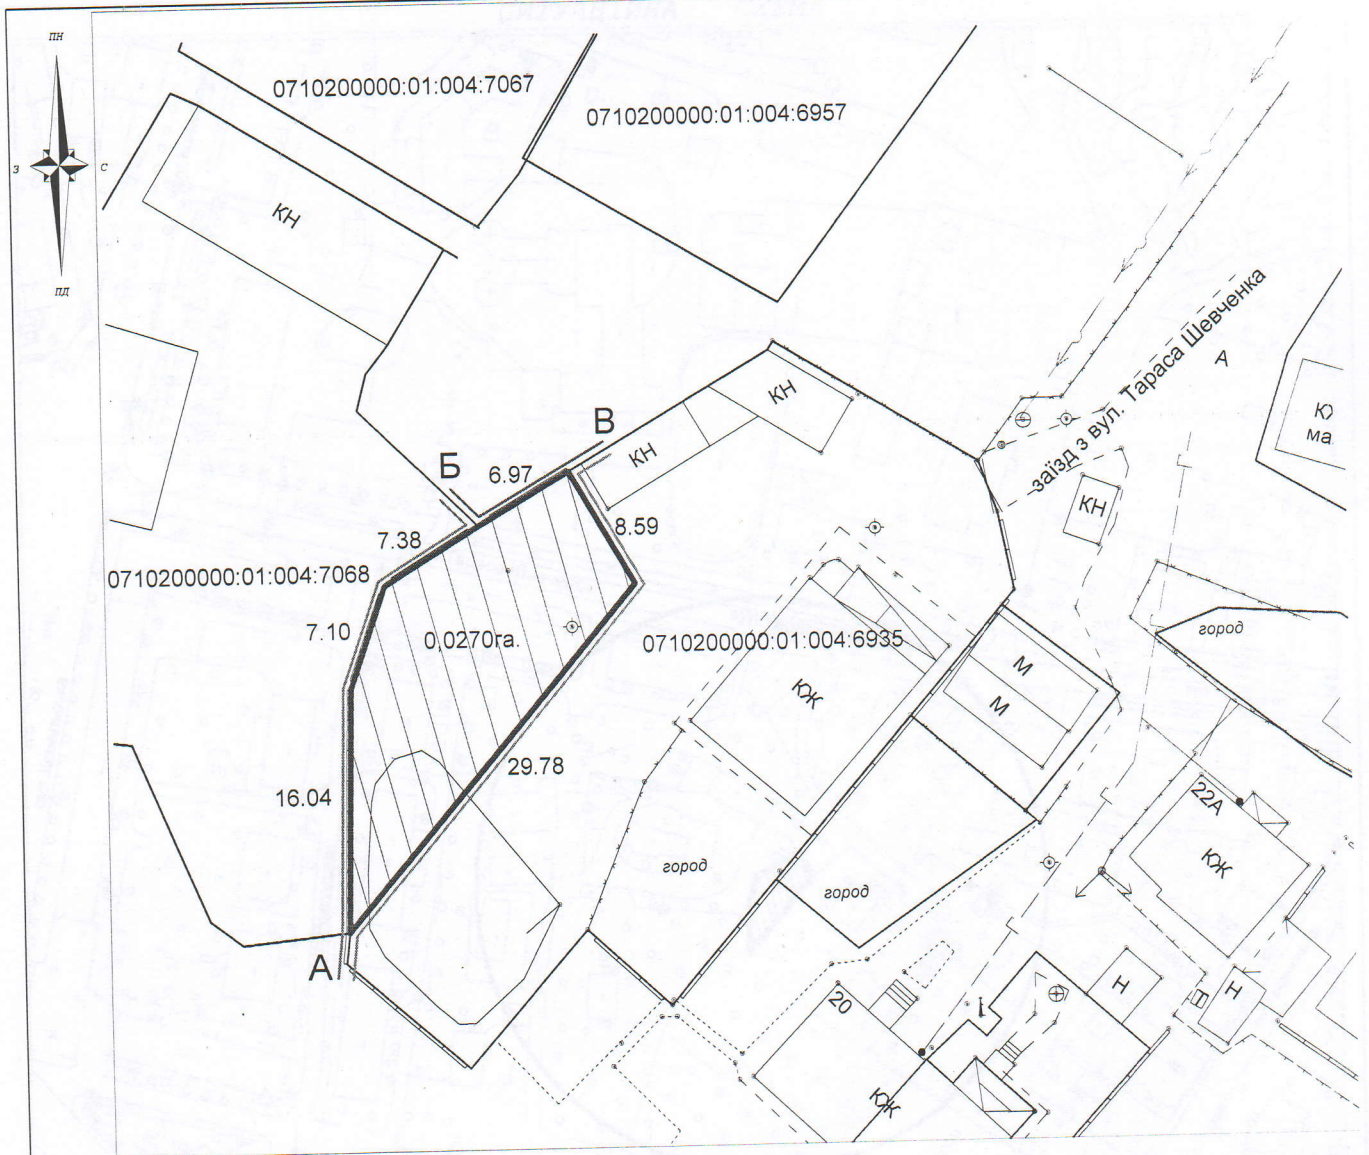 пн
0710200000:01:004:7067
0710200000:01:004:6957
з
с
КН
пд
заїзд з вул. Тараса Шевченка
А
КН
В
КН
Б
6.97
КН
8.59
7.38
0710200000:01:004:7068
7.10
0,0270га.
0710200000:01:004:6935
город
М
М
КЖ
29.78
16.04
22А
КЖ
город
город
А
Н
Н
20
КЖ
ма